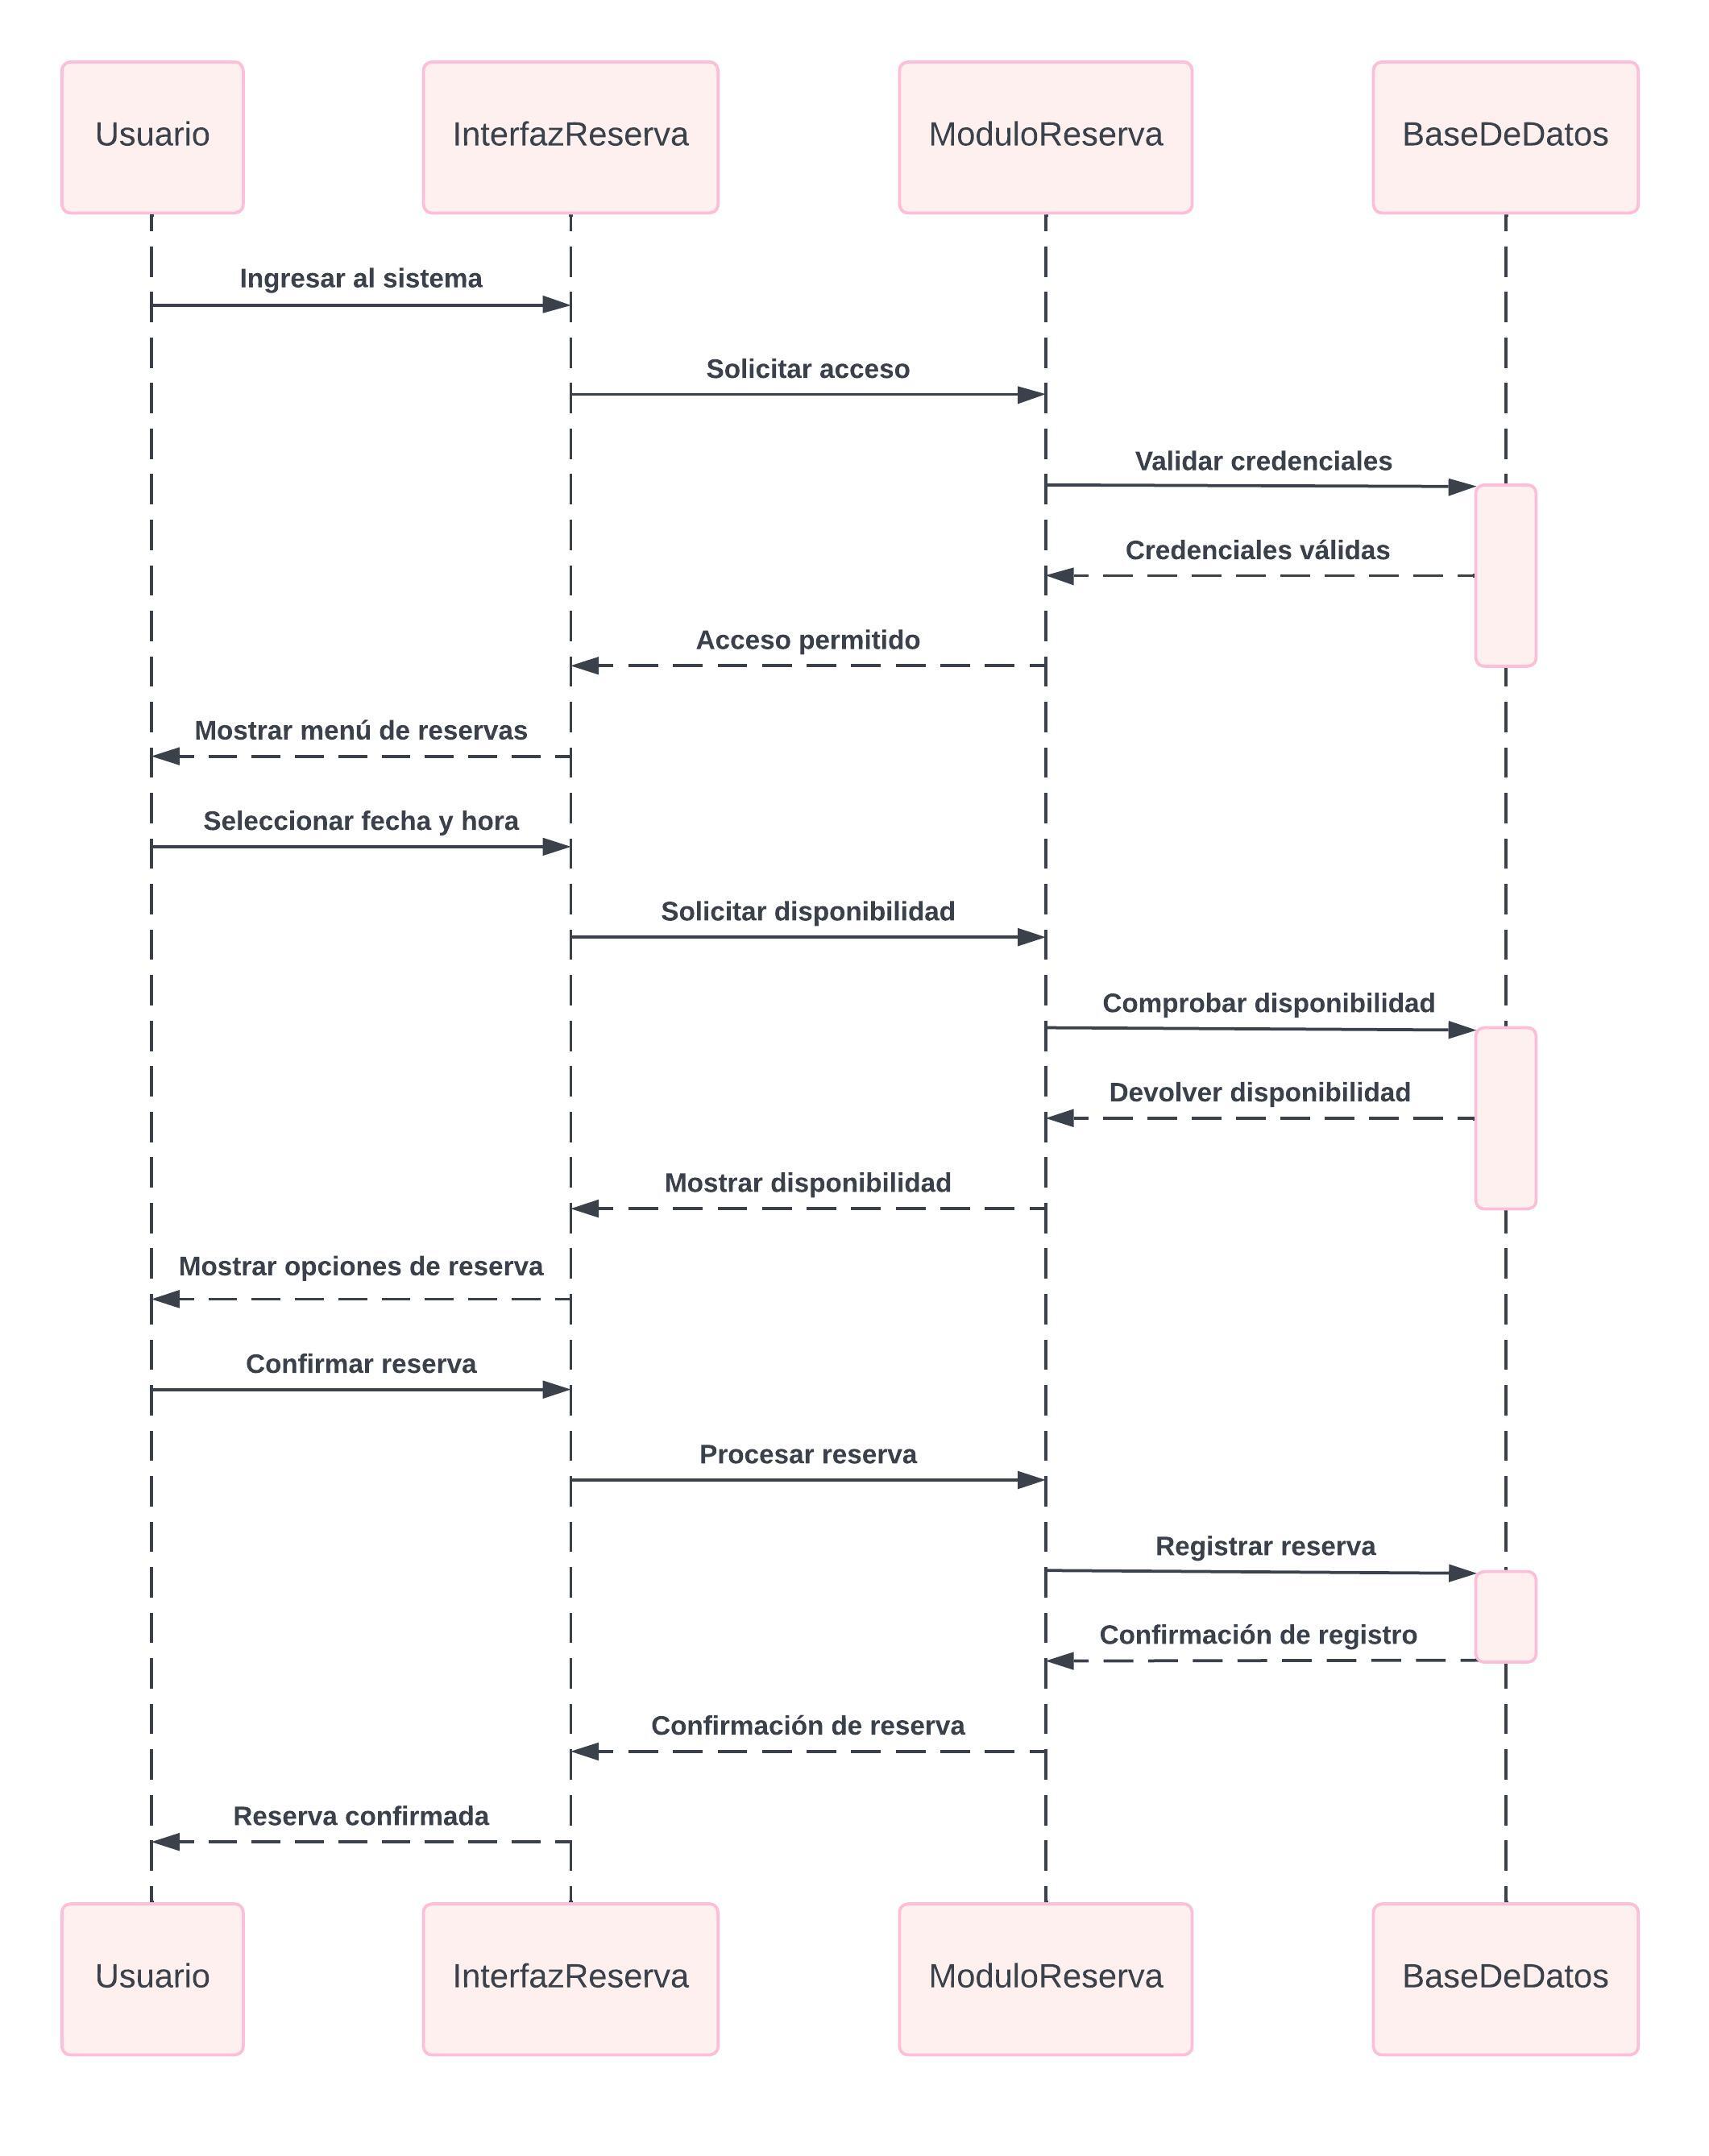 Usuario
InterfazReserva
ModuloReserva
BaseDeDatos
Ingresar al sistema
Solicitar acceso
Validar credenciales
Credenciales válidas
Acceso permitido
Mostrar menú de reservas
Seleccionar fecha y hora
Solicitar disponibilidad
Comprobar disponibilidad
Devolver disponibilidad
Mostrar disponibilidad
Mostrar opciones de reserva
Confirmar reserva
Procesar reserva
Registrar reserva
Confirmación de registro
Confirmación de reserva
Reserva confirmada
Usuario
InterfazReserva
ModuloReserva
BaseDeDatos